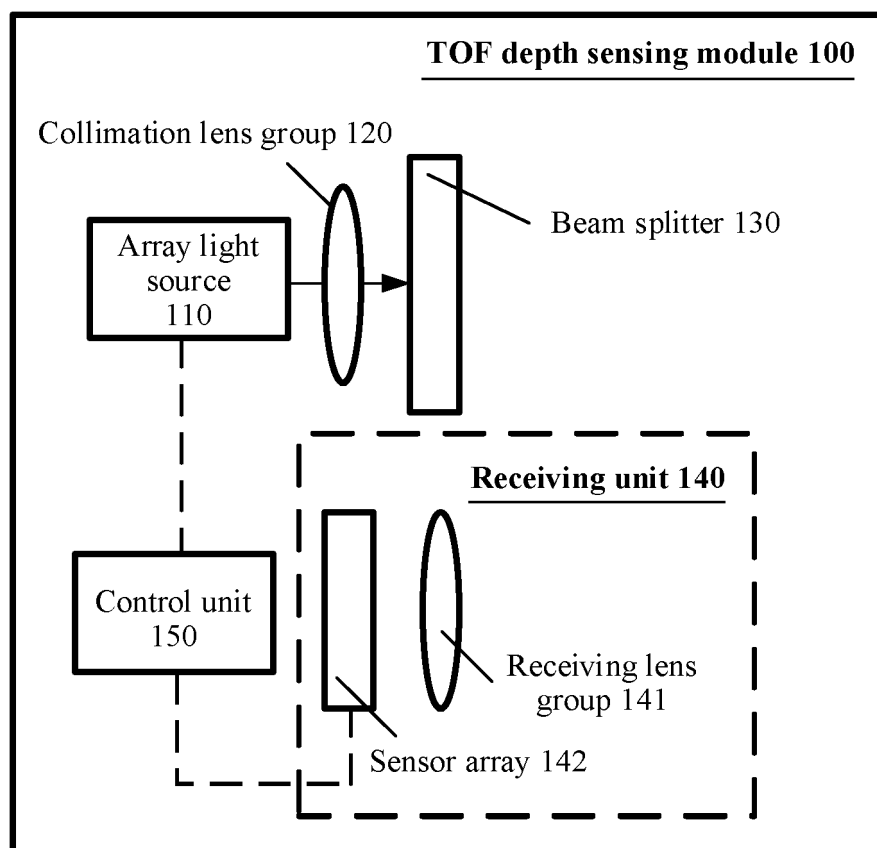 TOF depth sensing module 100
Collimation lens group 120
Beam splitter 130
Array light
source
110
Receiving unit 140
Control unit
150
Receiving lens
group 141
Sensor array 142